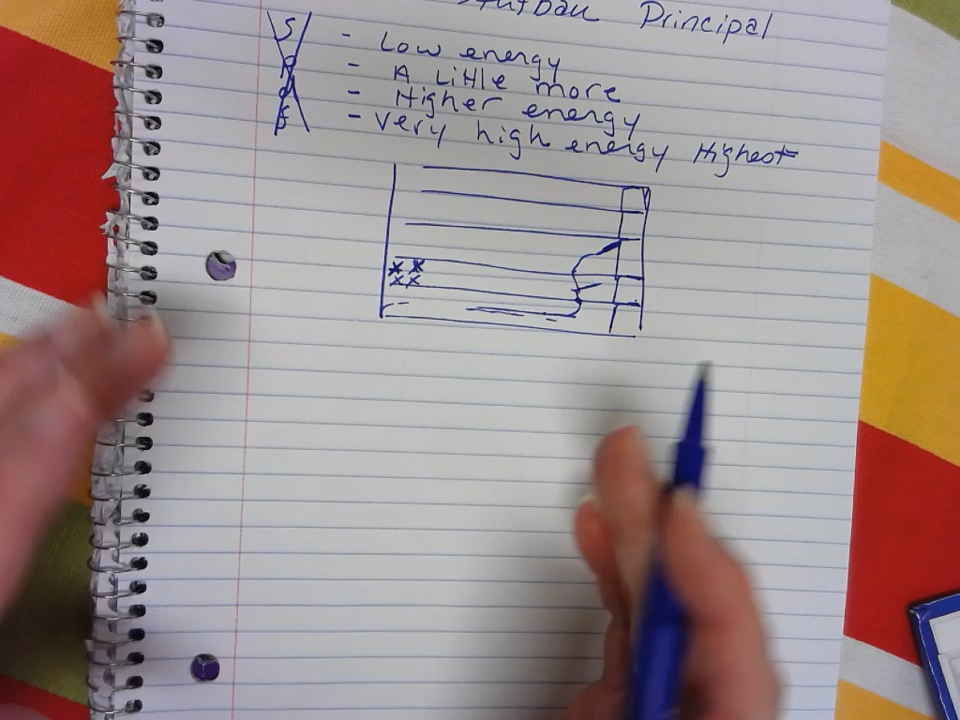 Principal
S - Low energy
- A Little more
- Higher energy
- very high energy Highest